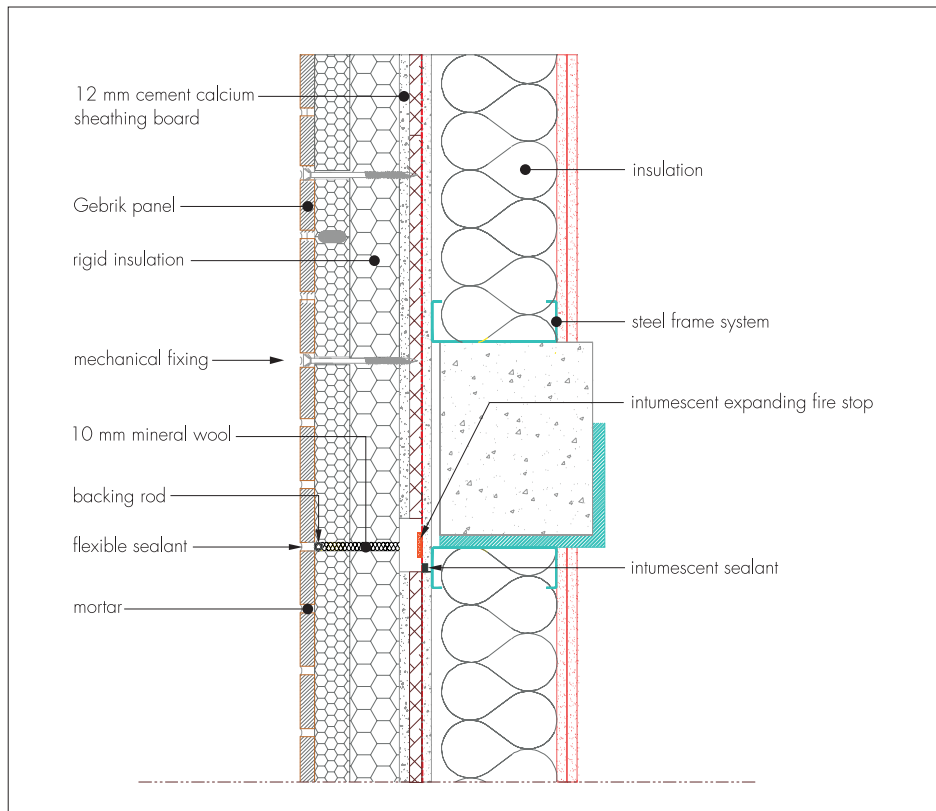 12 mm cement calcium
sheathing board
Gebrik panel
rigid insulation
mechanical fixing
10 mm mineral wool
backing rod
flexible sealant
mortar
insulation
steel frame system
intumescent expanding fire stop
intumescent sealant